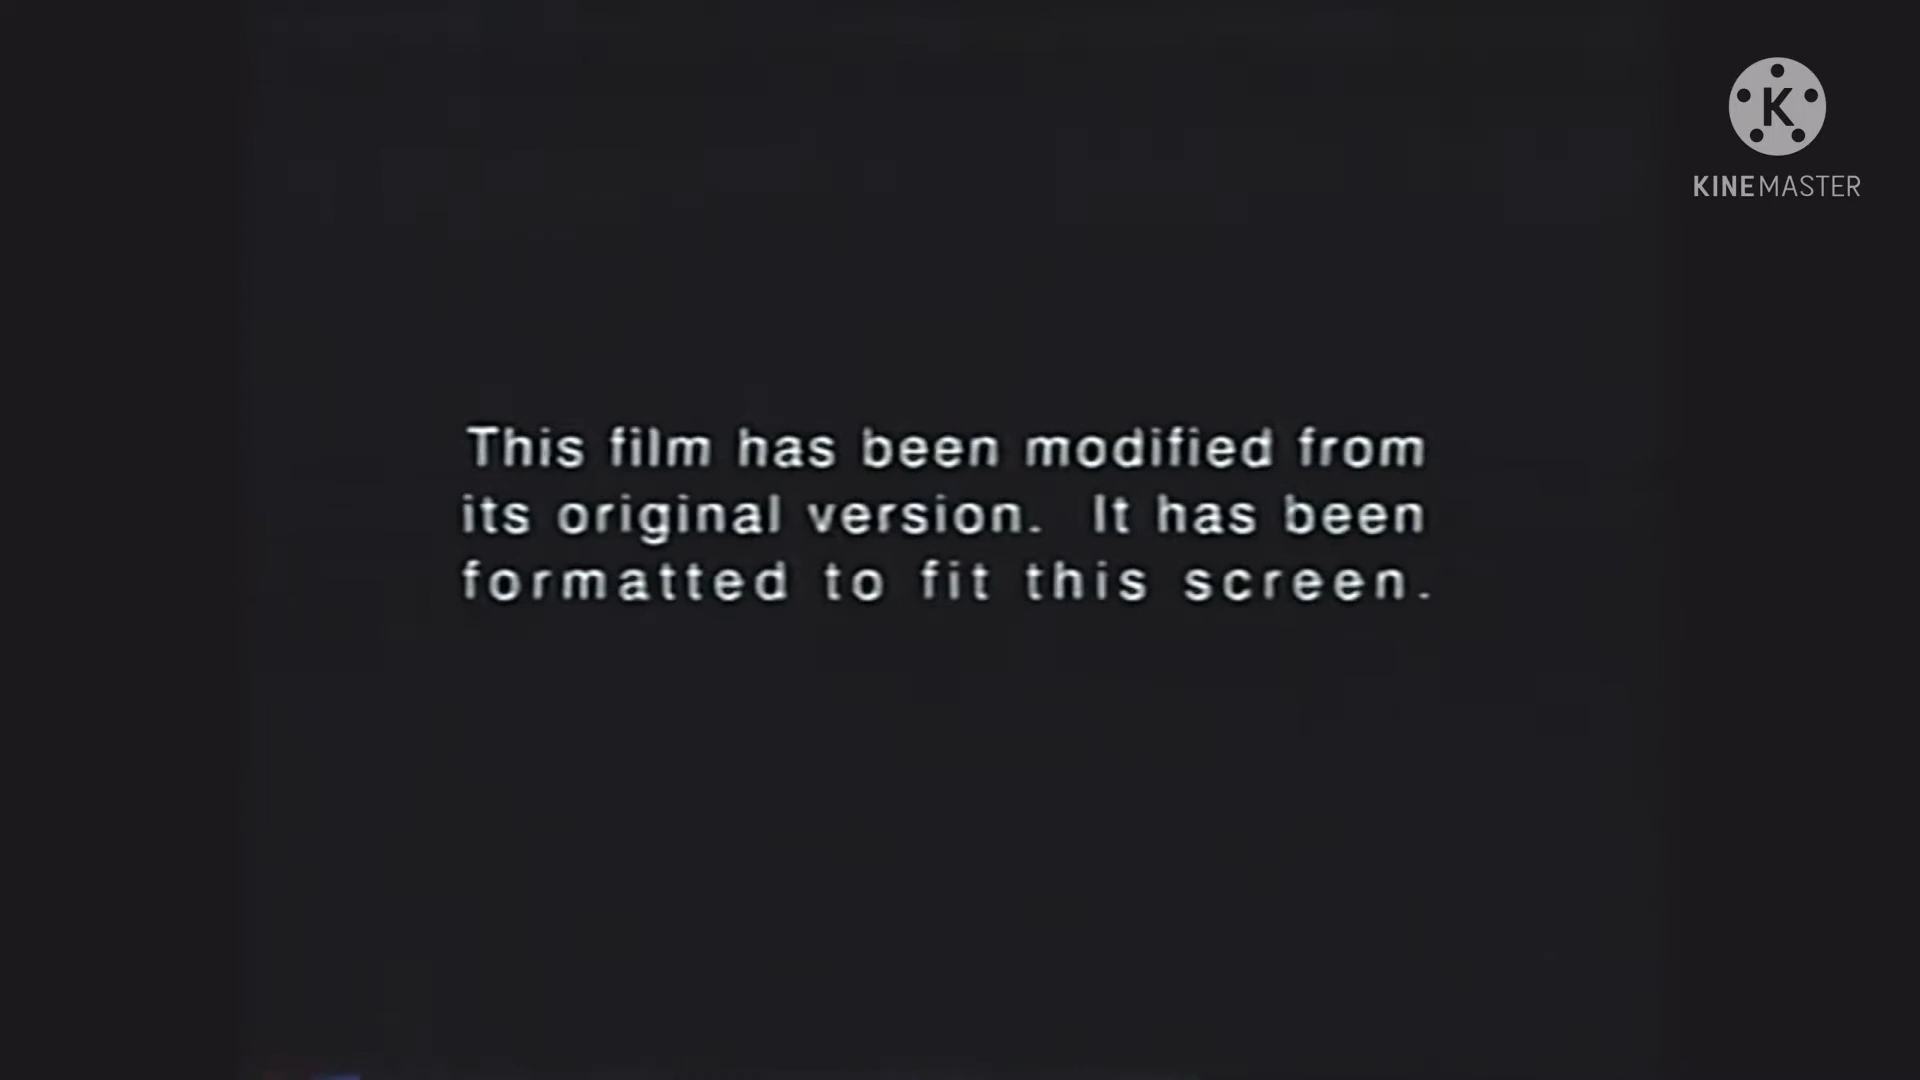 K
KINEMASTER
This film has been modified from
its original version. It has been
formatted to fit this screen.